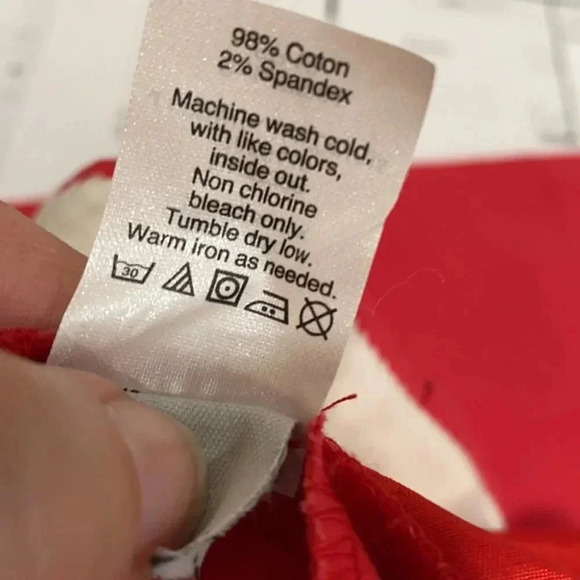 98% Coton
2% Spandex
Machine wash cold,
with like colors,
inside out.
Non chlorine
bleach only.
Tumble dry low.
Warm iron as needed.
30